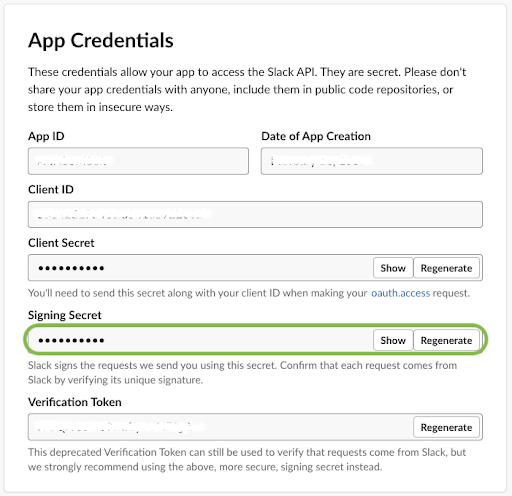 App Credentials
These credentials allow your app to access the Slack API. They are secret. Please don't
share your app credentials with anyone, include them in public code repositories, or
store them in insecure ways.
App ID
Date of App Creation
Client ID
Client Secret
•••••••••• Show Regenerate
You'll need to send this secret along with your client ID when making your oauth.access request.
Signing Secret
•••••••••• Show Regenerate
Slack signs the requests we send you using this secret. Confirm that each request comes from
Slack by verifying its unique signature.
Verification Token
Regenerate
This deprecated Verification Token can still be used to verify that requests come from Slack, but
we strongly recommend using the above, more secure, signing secret instead.